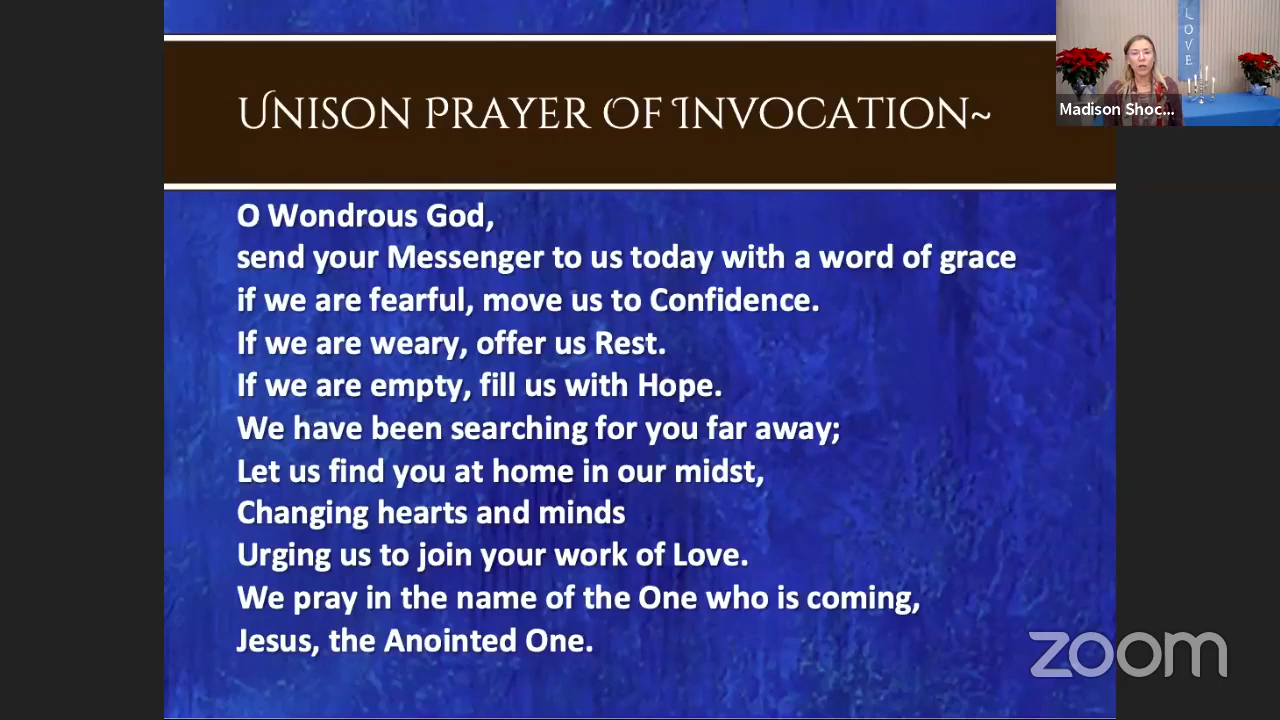 UNISON PRAYER OF INVOCATION~
O Wondrous God,
send your Messenger to us today with a word of grace
if we are fearful, move us to Confidence.
If we are weary, offer us Rest.
If we are empty, fill us with Hope.
We have been searching for you far away;
Let us find you at home in our midst,
Changing hearts and minds
Urging us to join your work of Love.
We pray in the name of the One who is coming,
Jesus, the Anointed One.
LOVE
Madison Shoc...
zoom